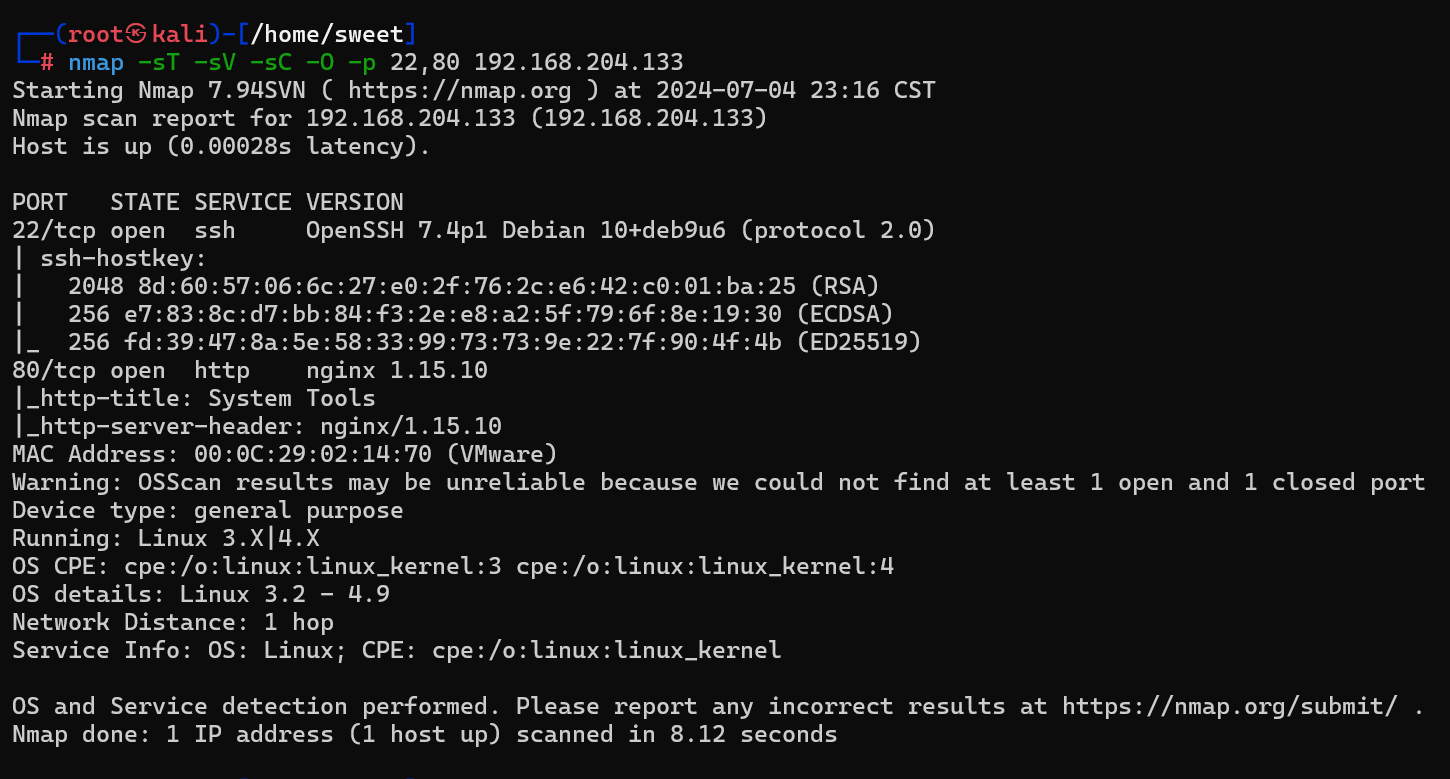 ┌──(root㉿kali)-[/home/sweet]
└─# nmap -sT -sV -sC -O -p 22,80 192.168.204.133
Starting Nmap 7.94SVN ( https://nmap.org ) at 2024-07-04 23:16 CST
Nmap scan report for 192.168.204.133 (192.168.204.133)
Host is up (0.00028s latency).

PORT   STATE SERVICE VERSION
22/tcp open  ssh     OpenSSH 7.4p1 Debian 10+deb9u6 (protocol 2.0)
| ssh-hostkey:
|   2048 8d:60:57:06:6c:27:e0:2f:76:2c:e6:42:c0:01:ba:25 (RSA)
|   256 e7:83:8c:d7:bb:84:f3:2e:e8:a2:5f:79:6f:8e:19:30 (ECDSA)
|_  256 fd:39:47:8a:5e:58:33:99:73:73:9e:22:7f:90:4f:4b (ED25519)
80/tcp open  http    nginx 1.15.10
|_http-title: System Tools
|_http-server-header: nginx/1.15.10
MAC Address: 00:0C:29:02:14:70 (VMware)
Warning: OSScan results may be unreliable because we could not find at least 1 open and 1 closed port
Device type: general purpose
Running: Linux 3.X|4.X
OS CPE: cpe:/o:linux:linux_kernel:3 cpe:/o:linux:linux_kernel:4
OS details: Linux 3.2 - 4.9
Network Distance: 1 hop
Service Info: OS: Linux; CPE: cpe:/o:linux:linux_kernel

OS and Service detection performed. Please report any incorrect results at https://nmap.org/submit/ .
Nmap done: 1 IP address (1 host up) scanned in 8.12 seconds